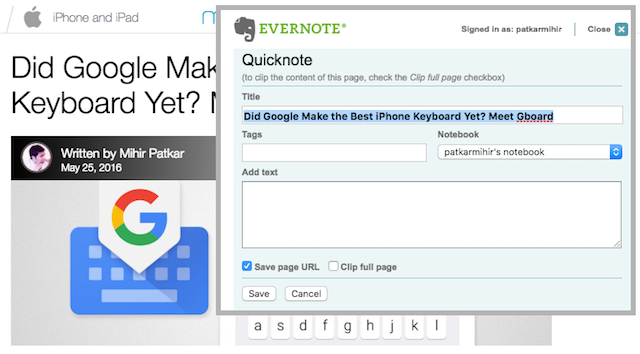 iPhone and iPad
Did Google Mak
Keyboard Yet?
Written by Mihir Patkar
May 25, 2016
G
EVERNOTE®
Signed in as: patkarmihir
Close X
Quicknote
(to clip the content of this page, check the Clip full page checkbox)
Title
Did Google Make the Best iPhone Keyboard Yet? Meet Gboard
Tags
Notebook
patkarmihir's notebook
Add text
Save page URL
Clip full page
Save
Cancel
a s d f g h j k l